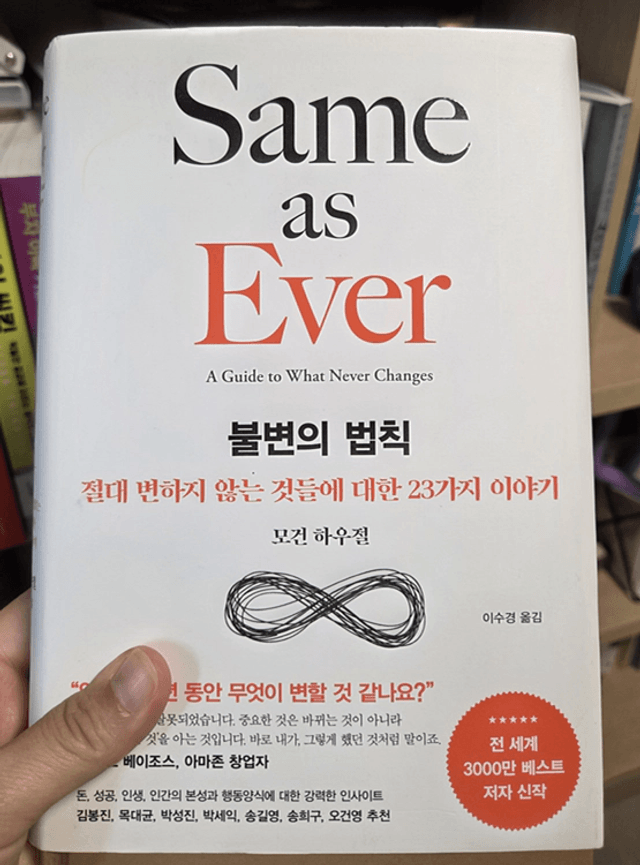 Same
as
Ever
A Guide to What Never Changes
불변의 법칙
절대 변하지 않는 것들에 대한 23가지 이야기
모건 하우절
이수경 옮김
동안 무엇이 변할 것 같나요?”
잘못되었습니다. 중요한 것은 바뀌는 것이 아니라
것을 아는 것입니다. 바로 내가, 그렇게 했던 것처럼 말이죠.
베이조스, 아마존 창업자
돈, 성공, 인생, 인간의 본성과 행동양식에 대한 강력한 인사이트
김봉진, 목대균, 박성진, 박세익, 송길영, 송희구, 오건영 추천
★★★★★
전 세계
3000만 베스트
저자 신작